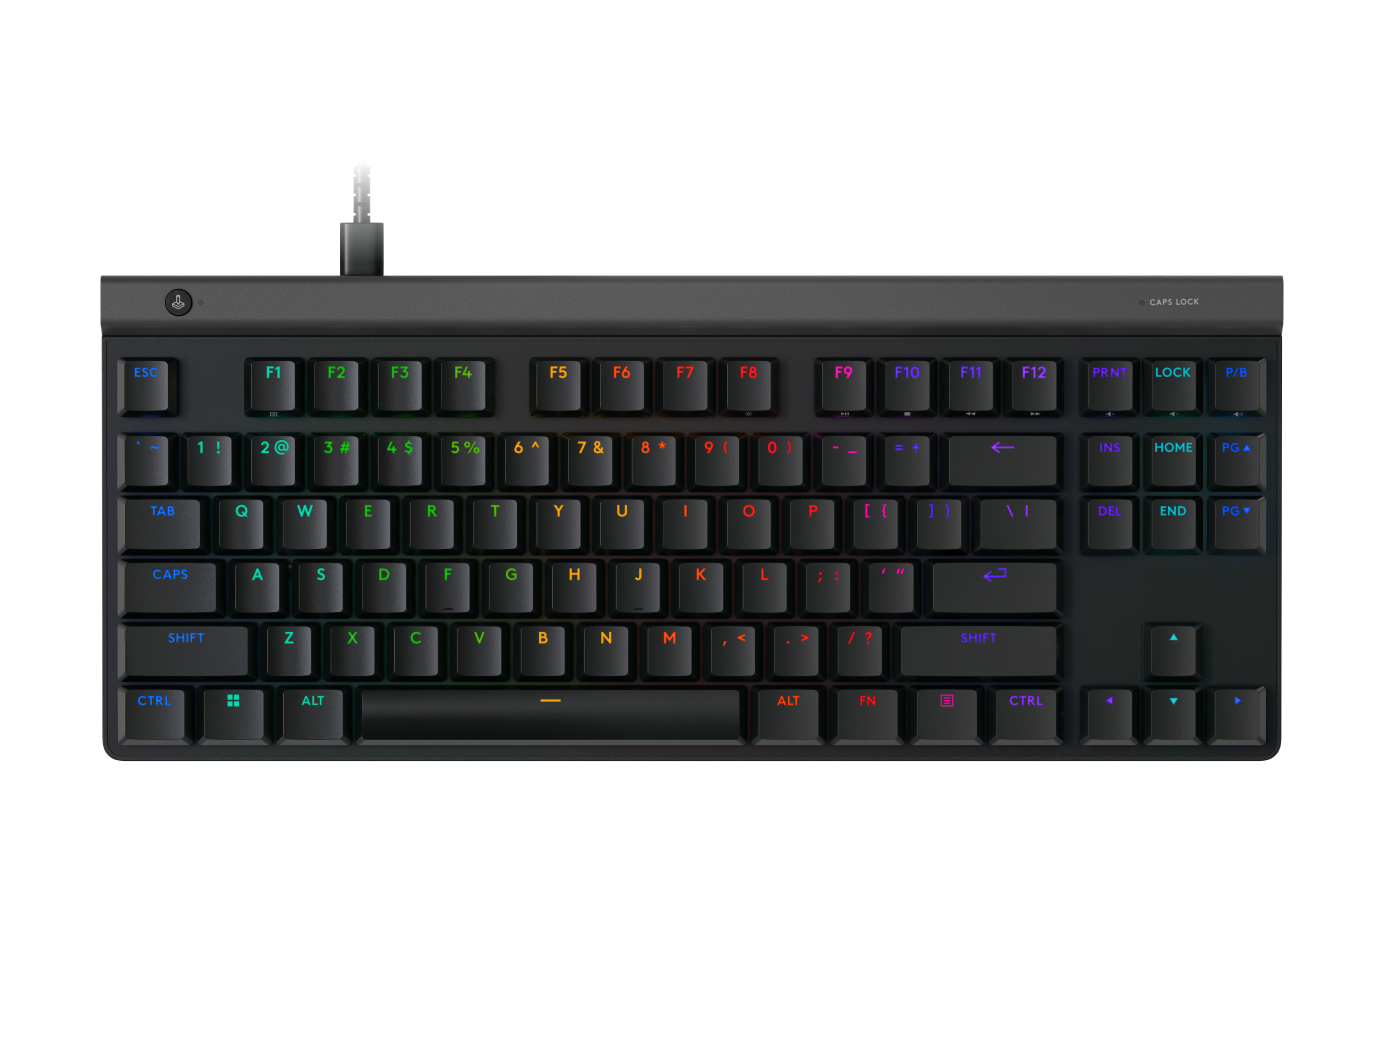 CAPS LOCK
ESC F1 F2 F3 F4 F5 F6 F7 F8 F9 F10 F11 F12 PRNT LOCK P/B
` ~ 1 ! 2 @ 3 # 4 $ 5 % 6 ^ 7 & 8 * 9 ( 0 ) - _ = + ← INS HOME PG▲
TAB Q W E R T Y U I O P [ { ] } \ | DEL END PG▼
CAPS A S D F G H J K L ; : ‘ “
SHIFT Z X C V B N M , < . > / ? SHIFT ▲
CTRL ALT — ALT FN CTRL ◀ ▼ ▶